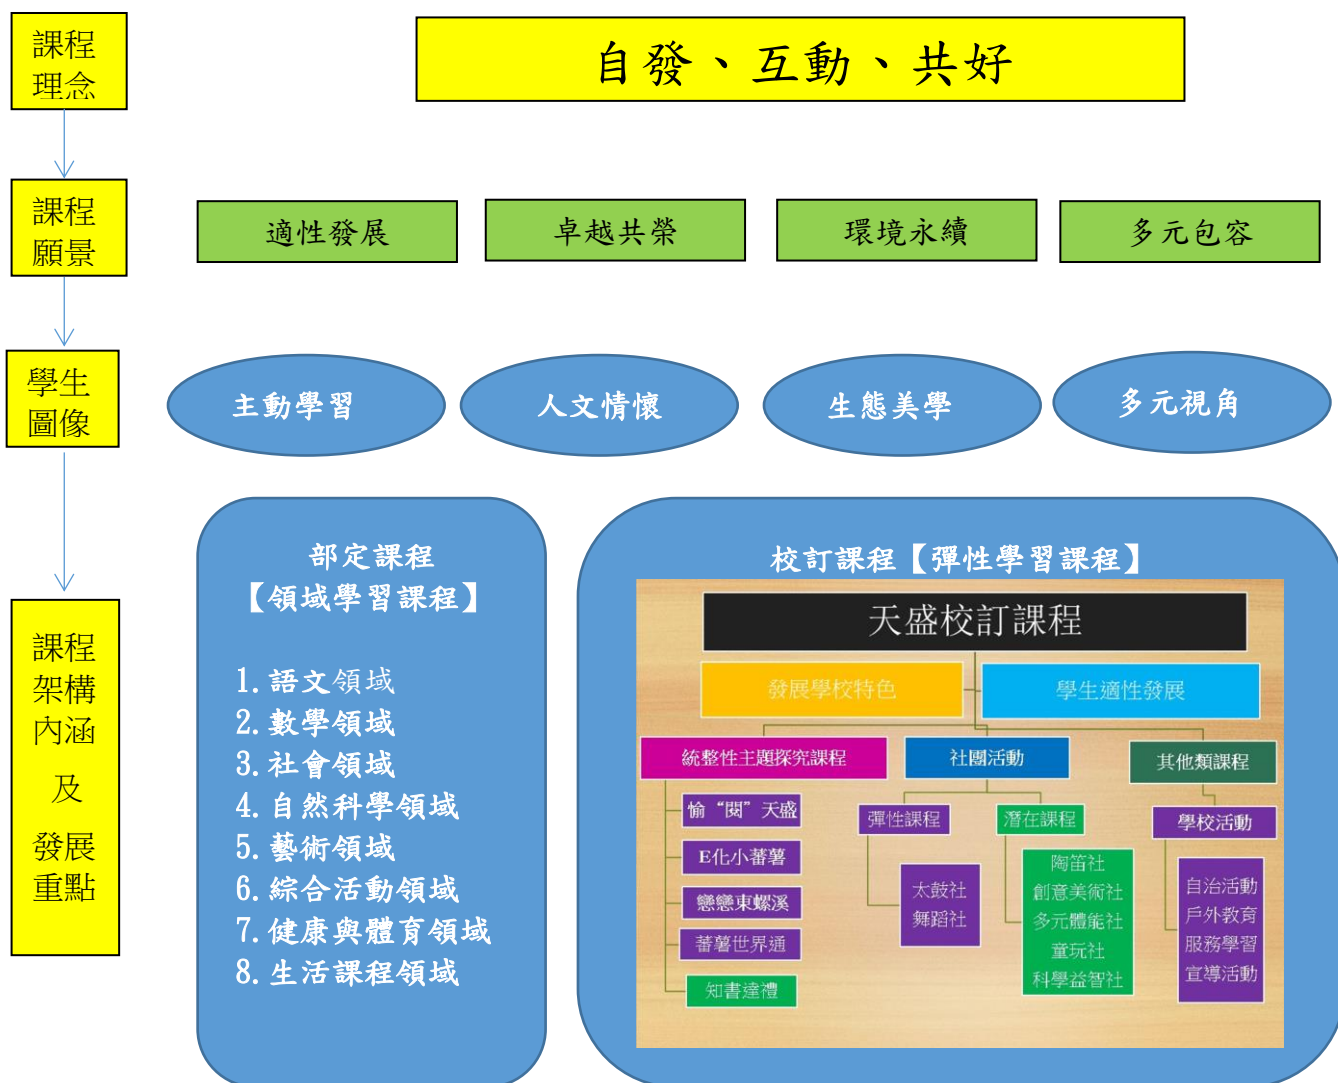 課程
理念
自發、互動、共好
課程
願景
適性發展
卓越共榮
環境永續
多元包容
學生
圖像
主動學習
人文情懷
生態美學
多元視角
課程
架構
內涵
及
發展
重點
部定課程
【領域學習課程】
1.語文領域
2.數學領域
3.社會領域
4.自然科學領域
5.藝術領域
6.綜合活動領域
7.健康與體育領域
8.生活課程領域
校訂課程【彈性學習課程】
天盛校訂課程
發展學校特色
學生適性發展
統整性主題探究課程
愉“閱”天盛
E化小蕃薯
戀戀東螺溪
蕃薯世界通
知書達禮
社團活動
彈性課程
太鼓社
舞蹈社
潛在課程
陶笛社
創意美術社
多元體能社
童玩社
科學益智社
其他類課程
學校活動
自治活動
戶外教育
服務學習
宣導活動